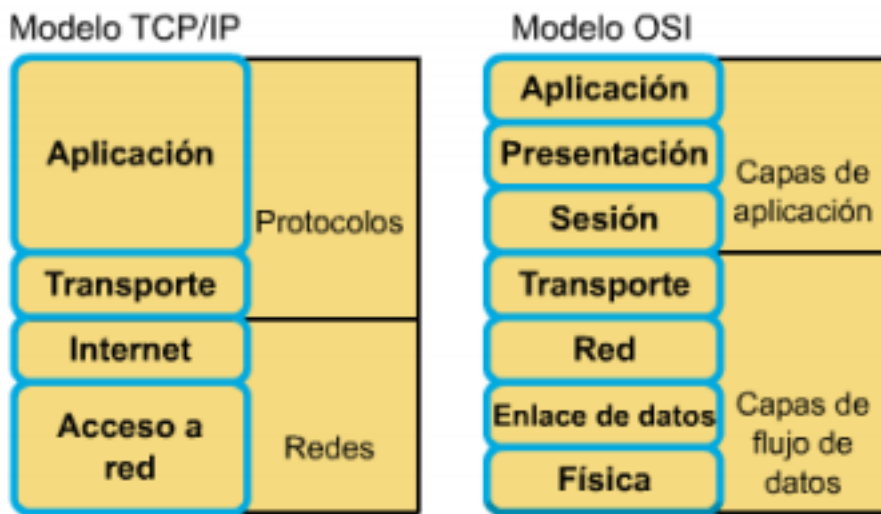 Modelo TCP/IP
Aplicación
Protocolos
Transporte
Internet
Acceso a
red
Redes
Modelo OSI
Aplicación
Presentación
Sesión
Capas de
aplicación
Transporte
Red
Enlace de datos
Física
Capas de
flujo de
datos